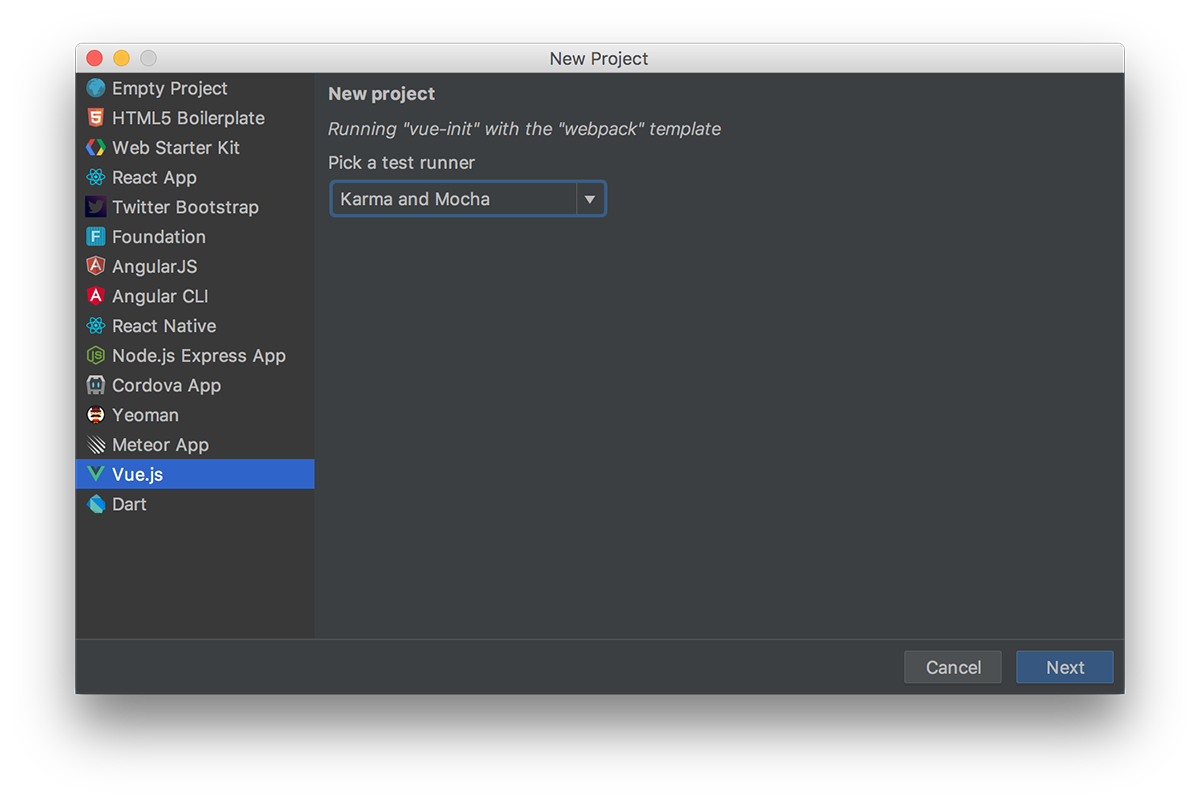 New Project
Empty Project
HTML5 Boilerplate
Web Starter Kit
React App
Twitter Bootstrap
Foundation
AngularJS
Angular CLI
React Native
Node.js Express App
Cordova App
Yeoman
Meteor App
Vue.js
Dart
New project
Running "vue-init" with the "webpack" template
Pick a test runner
Karma and Mocha
Cancel
Next